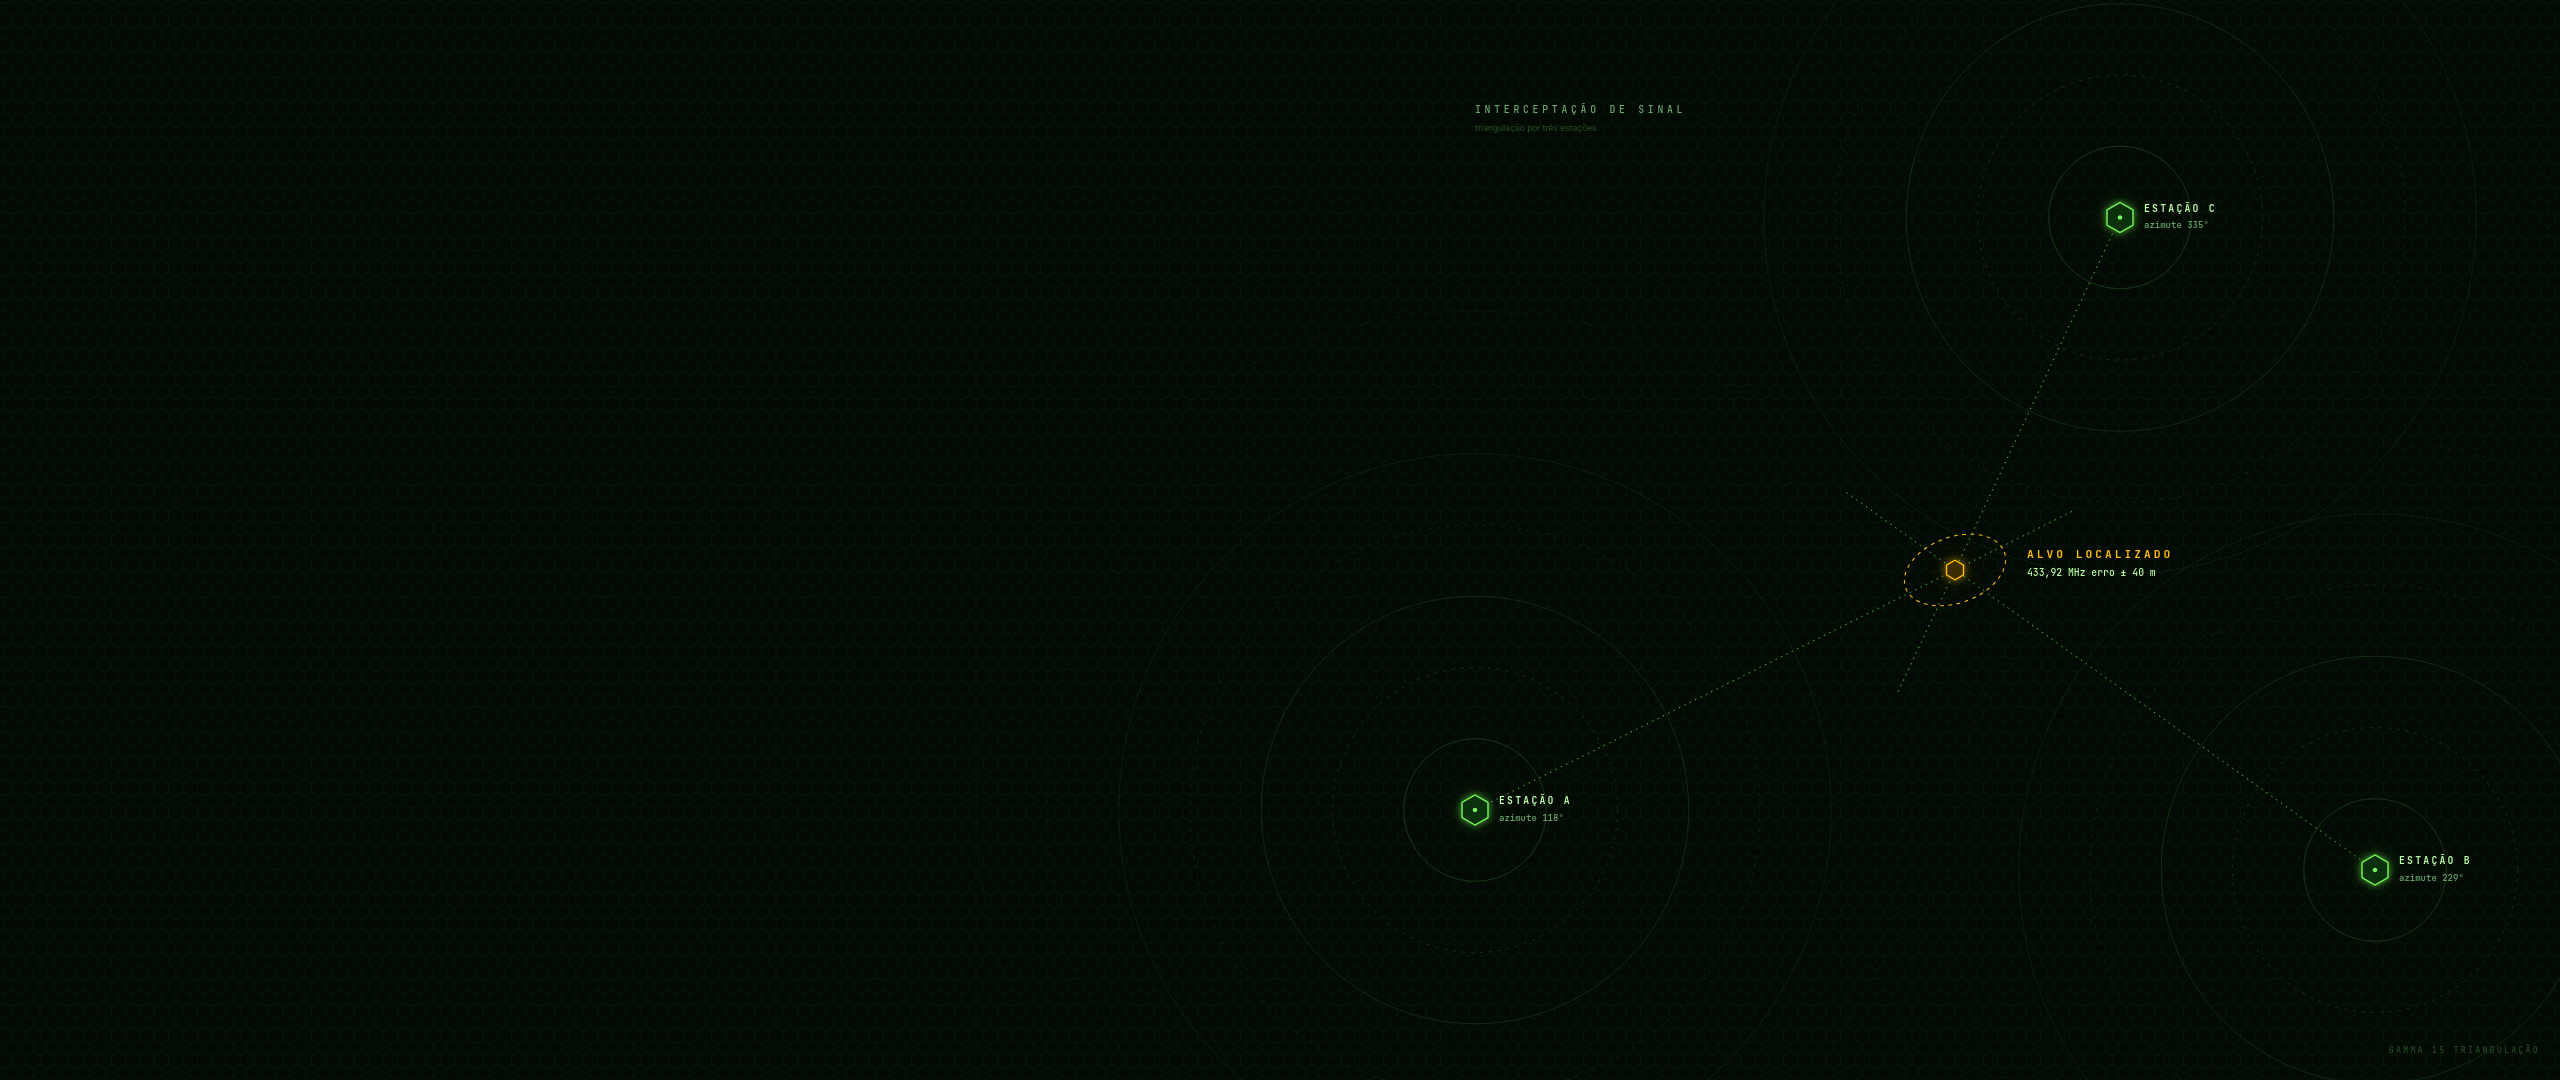 INTERCEPTAÇÃO DE SINAL
triangulação por três estações
ESTAÇÃO C
azimute 335°
ALVO LOCALIZADO
433,92 MHz erro ± 40 m
ESTAÇÃO A
azimute 118°
ESTAÇÃO B
azimute 229°
GAMMA 15 TRIANGULAÇÃO